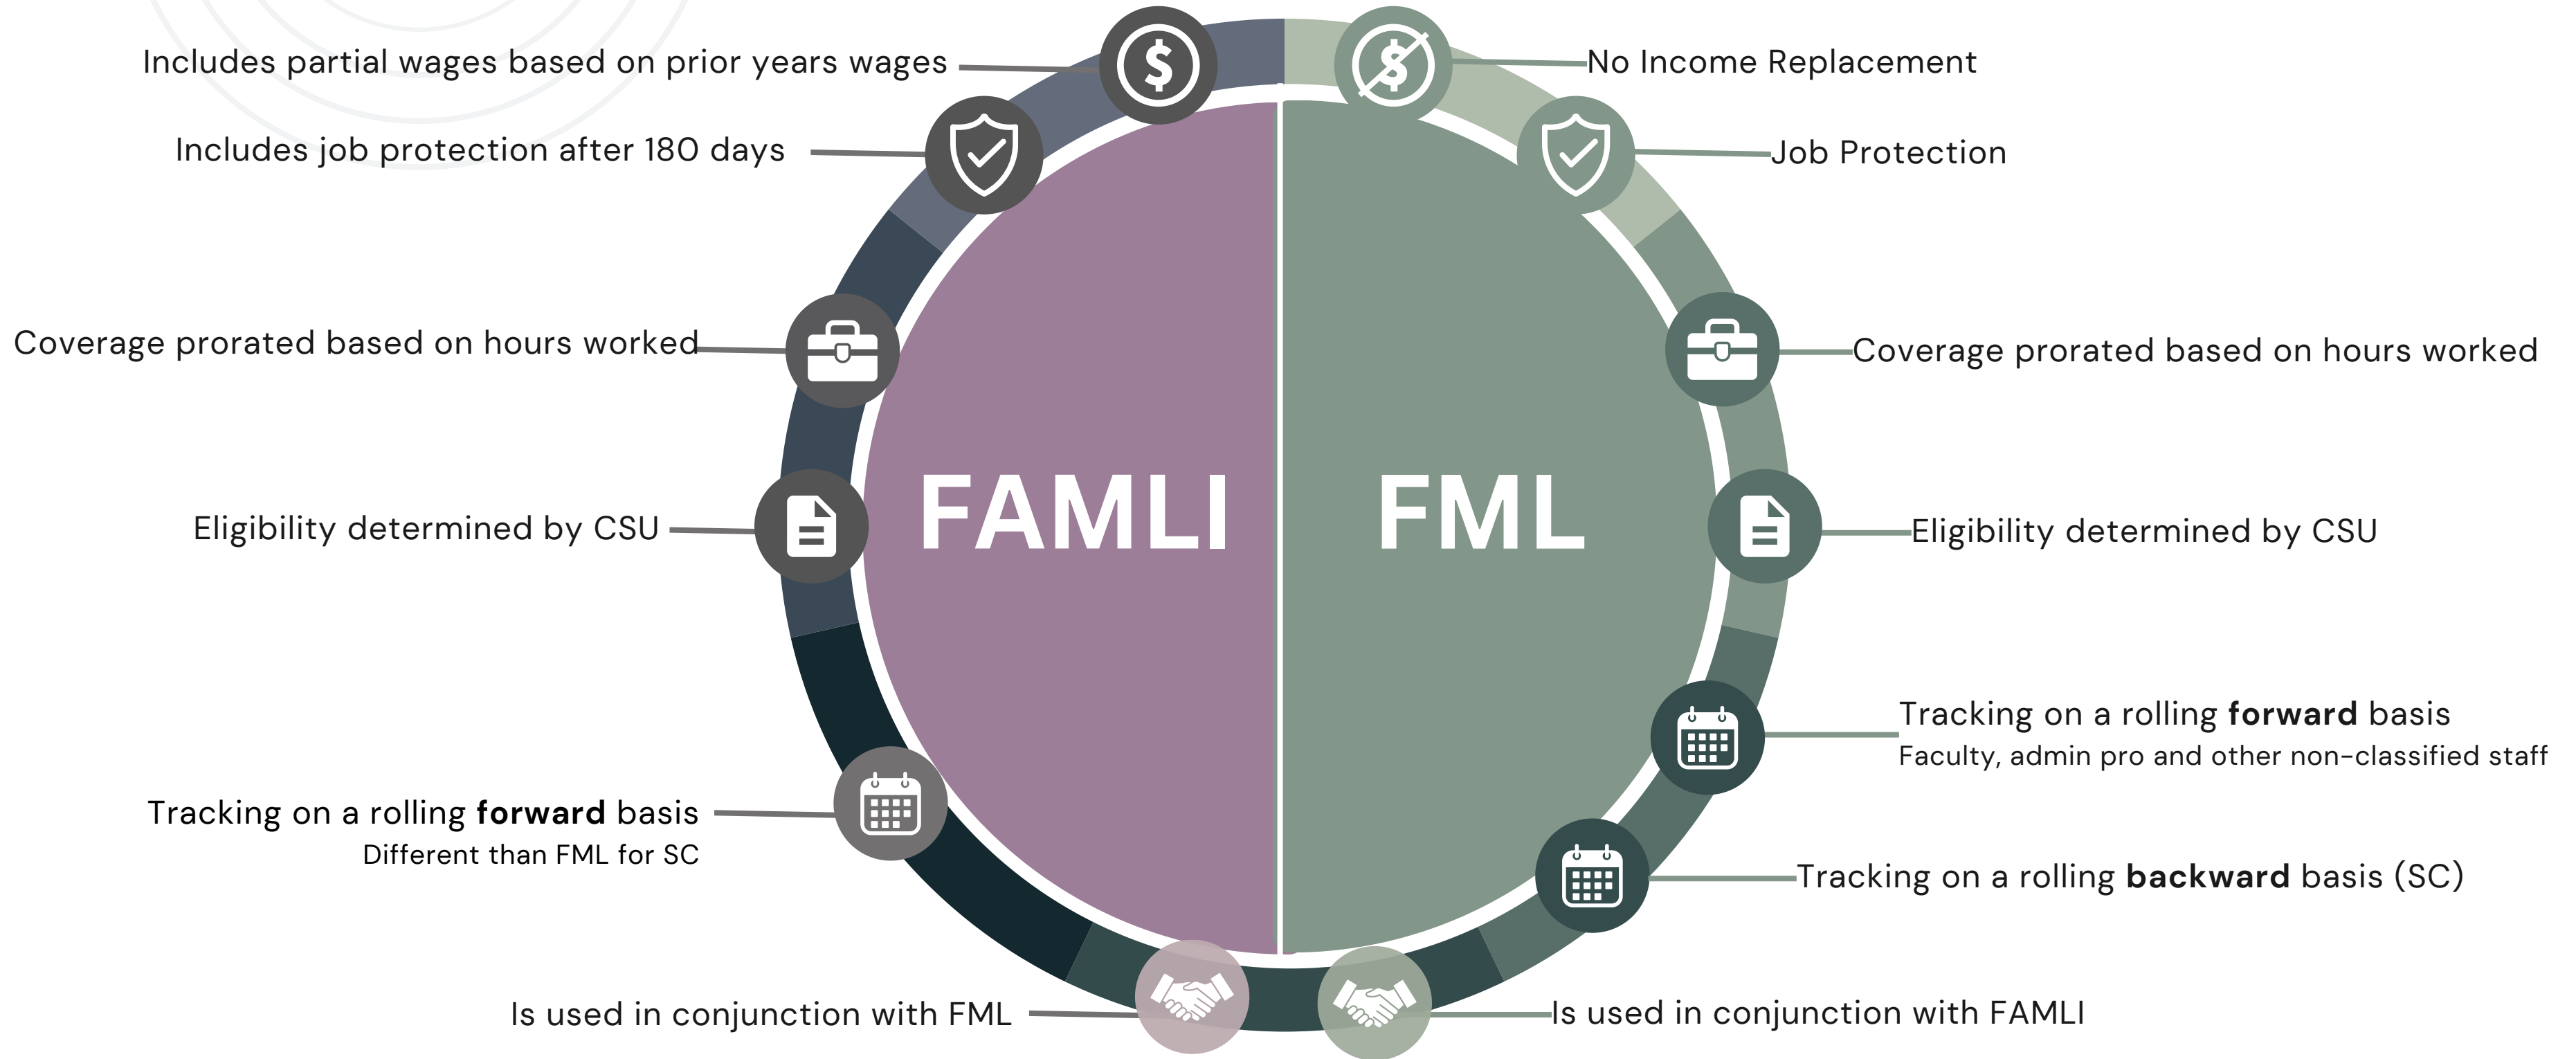 Includes partial wages based on prior years wages
Includes job protection after 180 days
Coverage prorated based on hours worked
Eligibility determined by CSU
Tracking on a rolling forward basis
Different than FML for SC
Is used in conjunction with FML
FAMLI
FML
No Income Replacement
Job Protection
Coverage prorated based on hours worked
Eligibility determined by CSU
Tracking on a rolling forward basis
Faculty, admin pro and other non-classified staff
Tracking on a rolling backward basis (SC)
Is used in conjunction with FAMLI